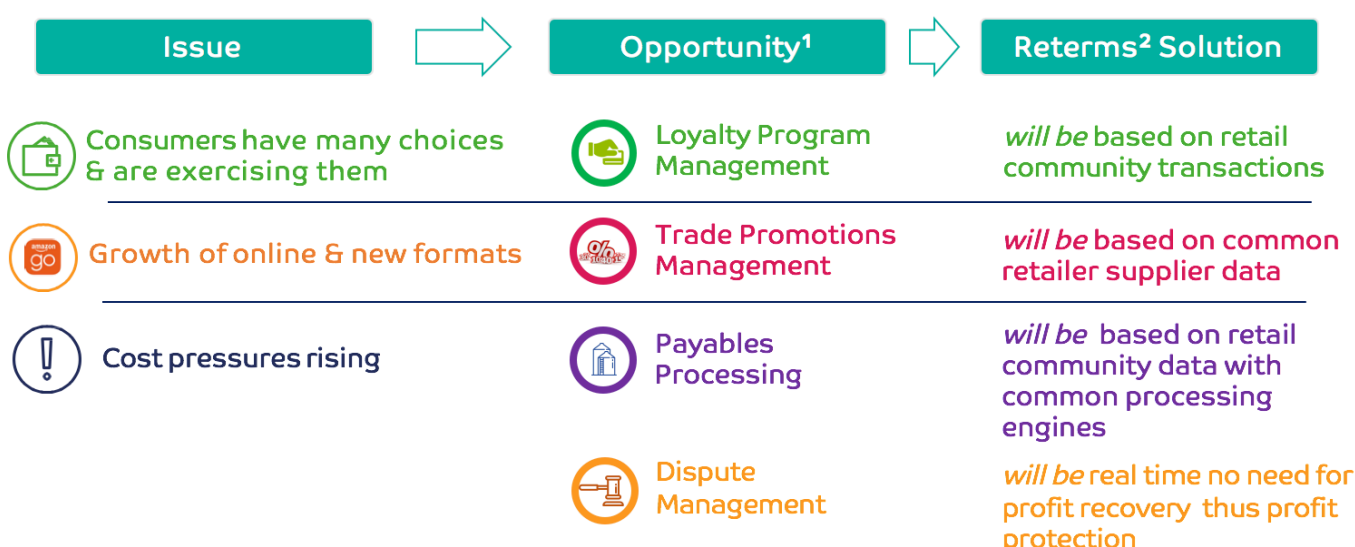 Issue
Opportunity¹
Reterms² Solution
Consumers have many choices
& are exercising them
Loyalty Program
Management
will be based on retail
community transactions
amazon
go
Growth of online & new formats
%
Trade Promotions
Management
will be based on common
retailer supplier data
Cost pressures rising
Payables
Processing
will be based on retail
community data with
common processing
engines
Dispute
Management
will be real time no need for
profit recovery thus profit
protection